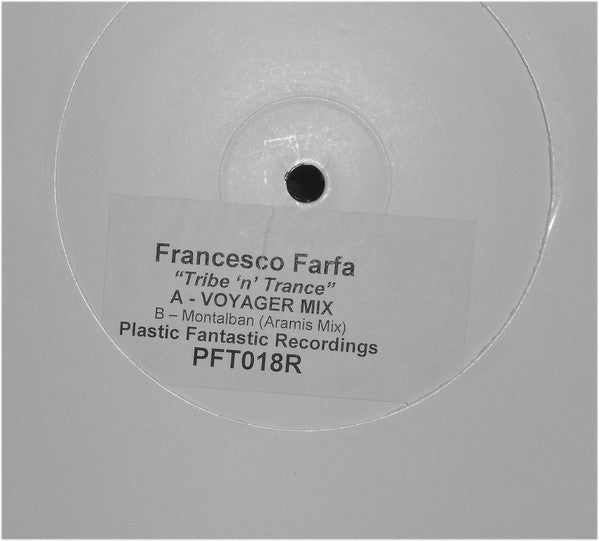 Francesco Farfa
“Tribe ‘n’ Trance”
A - VOYAGER MIX
B – Montalban (Aramis Mix)
Plastic Fantastic Recordings
PFT018R